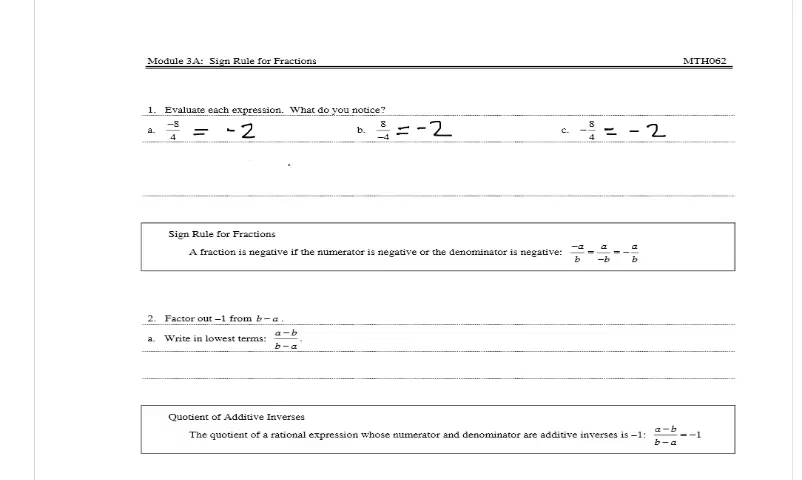 Module 3A: Sign Rule for Fractions MTH062
1. Evaluate each expression. What do you notice?
a. -8/4 = -2 b. 8/-4 = -2 c. -8/4 = -2
Sign Rule for Fractions
A fraction is negative if the numerator is negative or the denominator is negative: -a/b = a/-b = -a/b
2. Factor out –1 from b – a .
a. Write in lowest terms: a-b/b-a .
Quotient of Additive Inverses
The quotient of a rational expression whose numerator and denominator are additive inverses is –1: a-b/b-a = -1